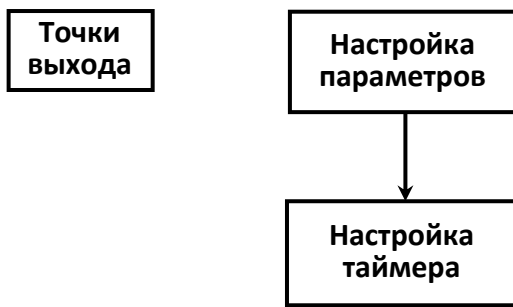 Точки
выхода
Настройка
параметров
Настройка
таймера